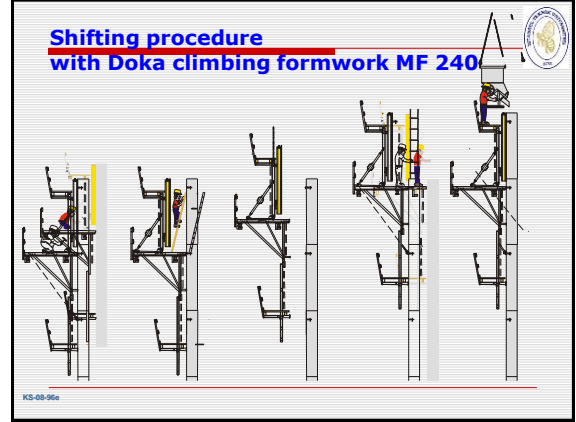 Shifting procedure
with Doka climbing formwork MF 240
KS-08-96e